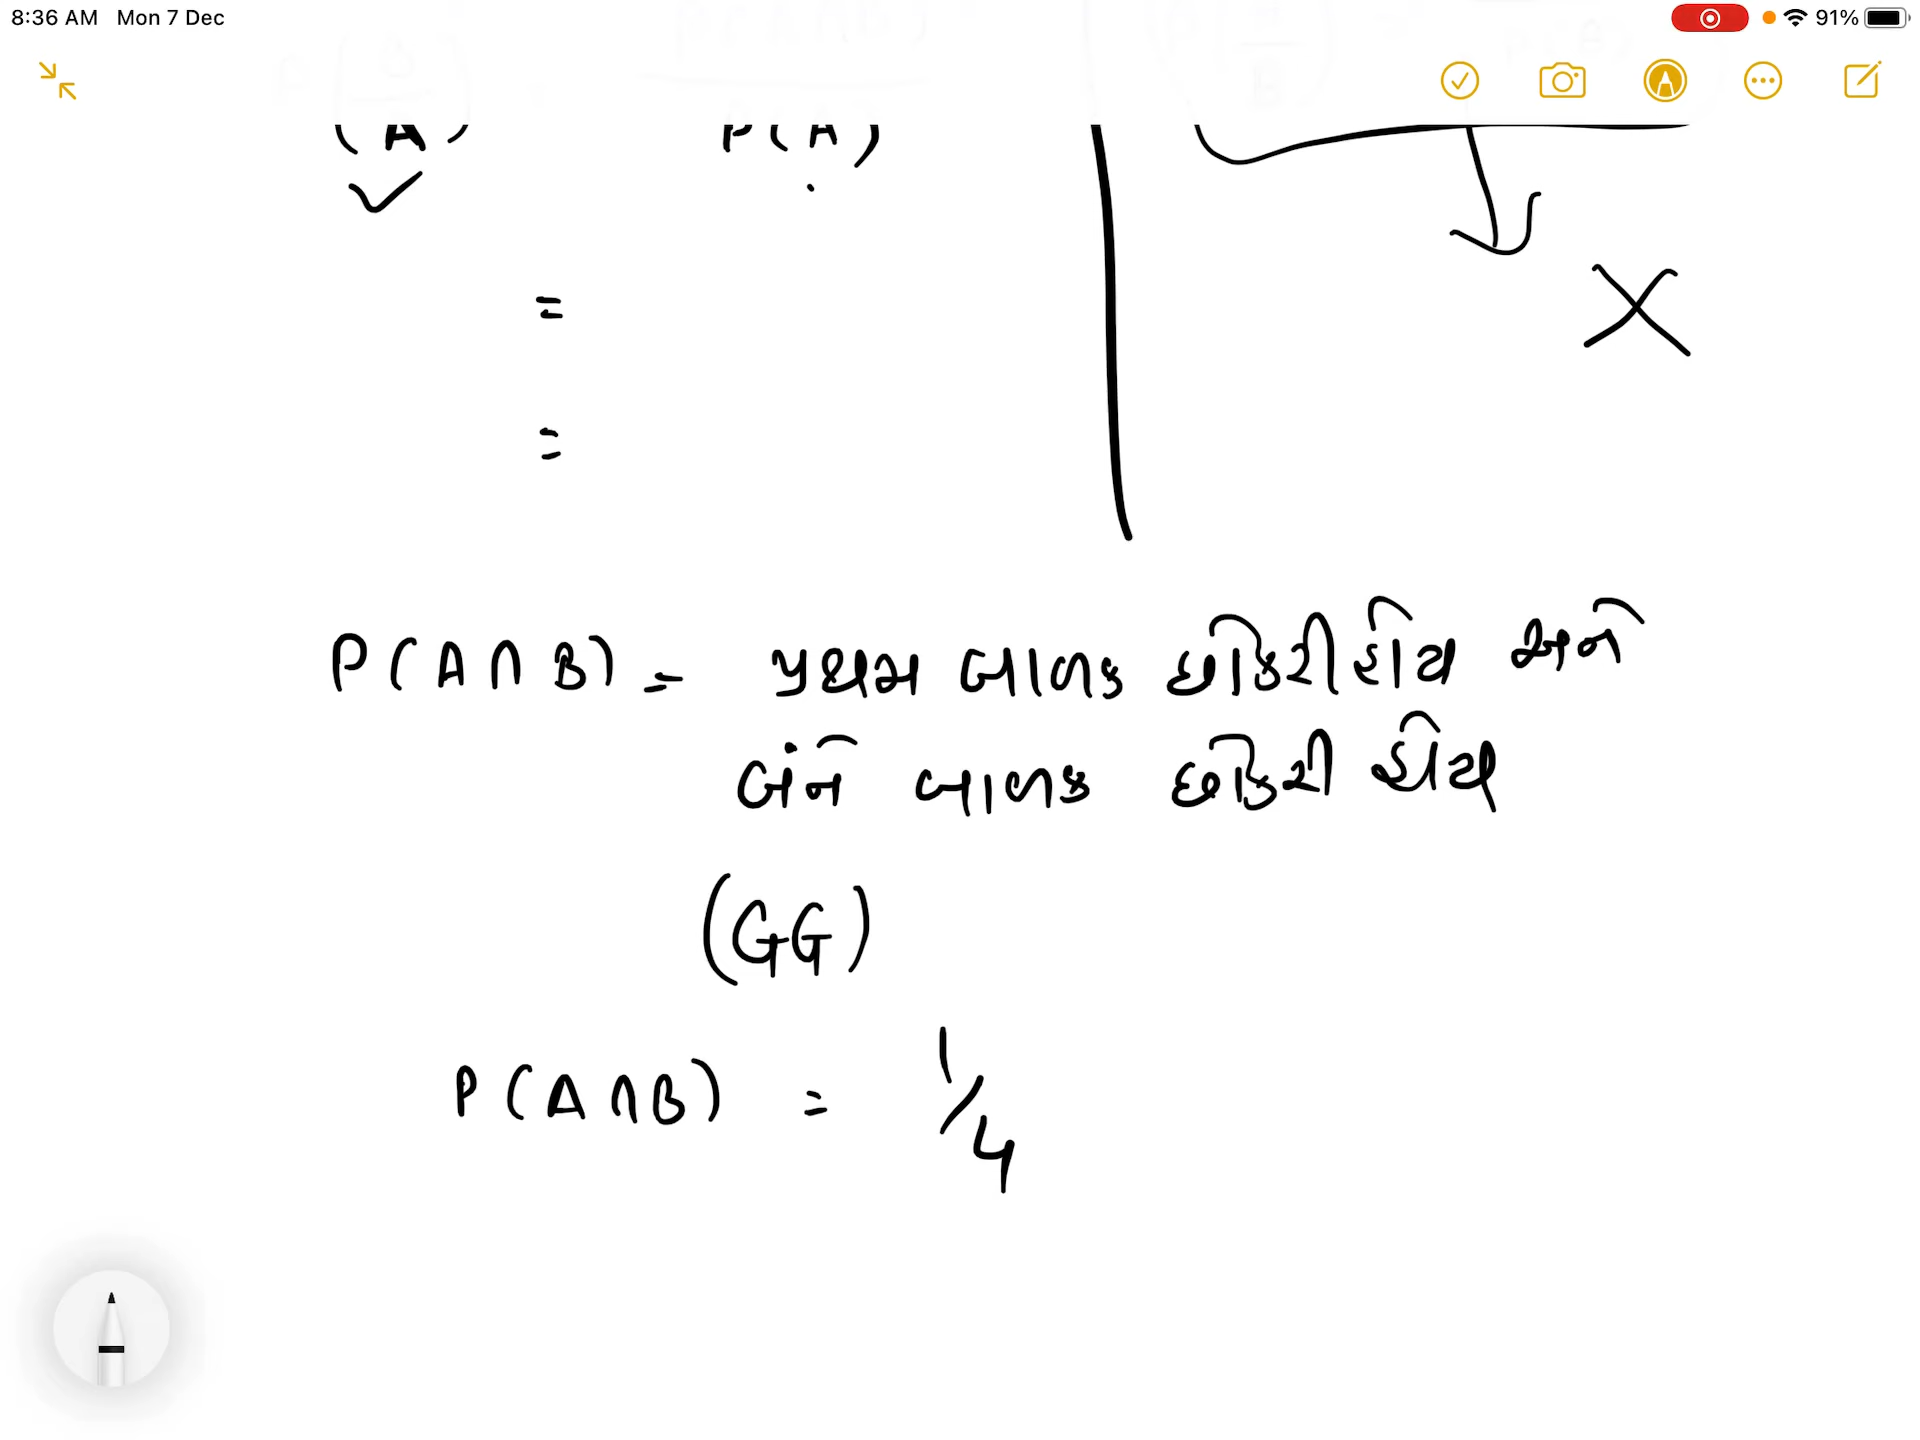 8:36 AM Mon 7 Dec 91%
(A) P(A)
=
=
P(A∩B) = પ્રથમ બાળક છોકરી હોય અને
બંને બાળક છોકરી હોય
(GG)
P(A∩B) = 1/4